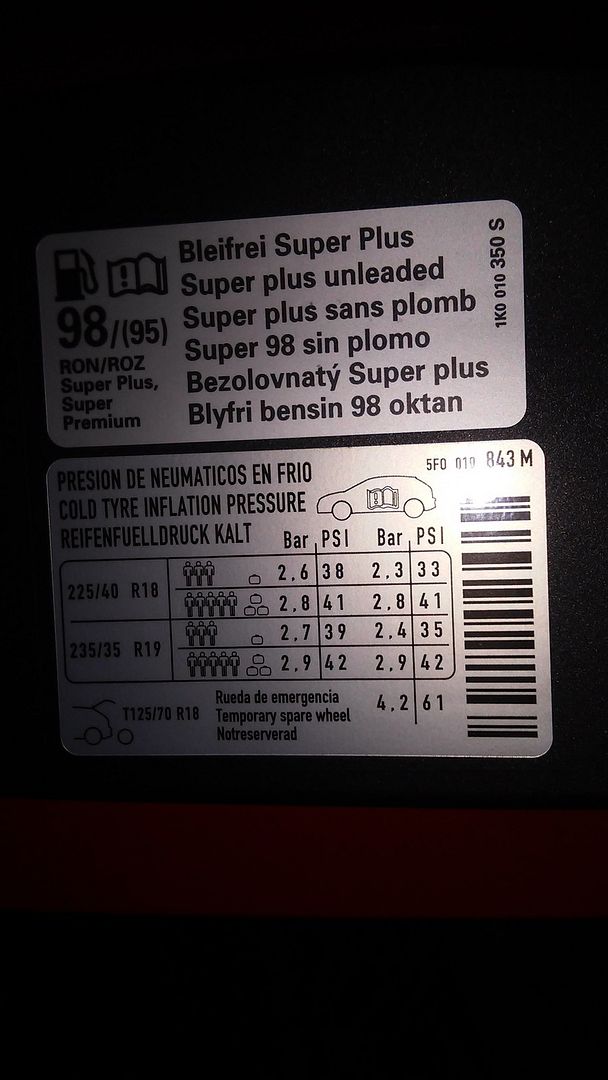 98/(95)
RON/ROZ
Super Plus,
Super
Premium
Bleifrei Super Plus
Super plus unleaded
Super plus sans plomb
Super 98 sin plomo
Bezolovnatý Super plus
Blyfri bensin 98 oktan
1K0 010 350 S
PRESION DE NEUMATICOS EN FRIO
COLD TYRE INFLATION PRESSURE
REIFENFUELLDRUCK KALT
5F0 010 843 M
Bar PSI Bar PSI
225/40 R18 2,6 38 2,3 33
2,8 41 2,8 41
235/35 R19 2,7 39 2,4 35
2,9 42 2,9 42
T125/70 R18
Rueda de emergencia
Temporary spare wheel
Notreserverad
4,2 61